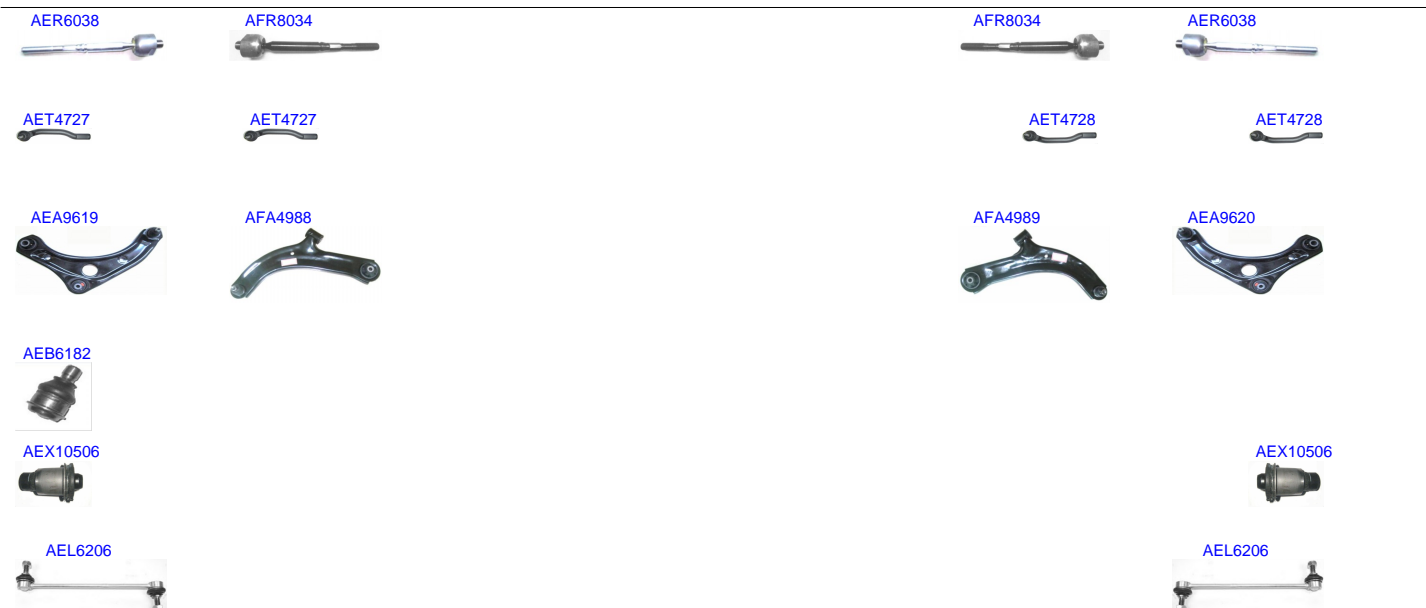 AER6038 AFR8034 AFR8034 AER6038
AET4727 AET4727 AET4728 AET4728
AEA9619 AFA4988 AFA4989 AEA9620
AEB6182
AEX10506 AEX10506
AEL6206 AEL6206